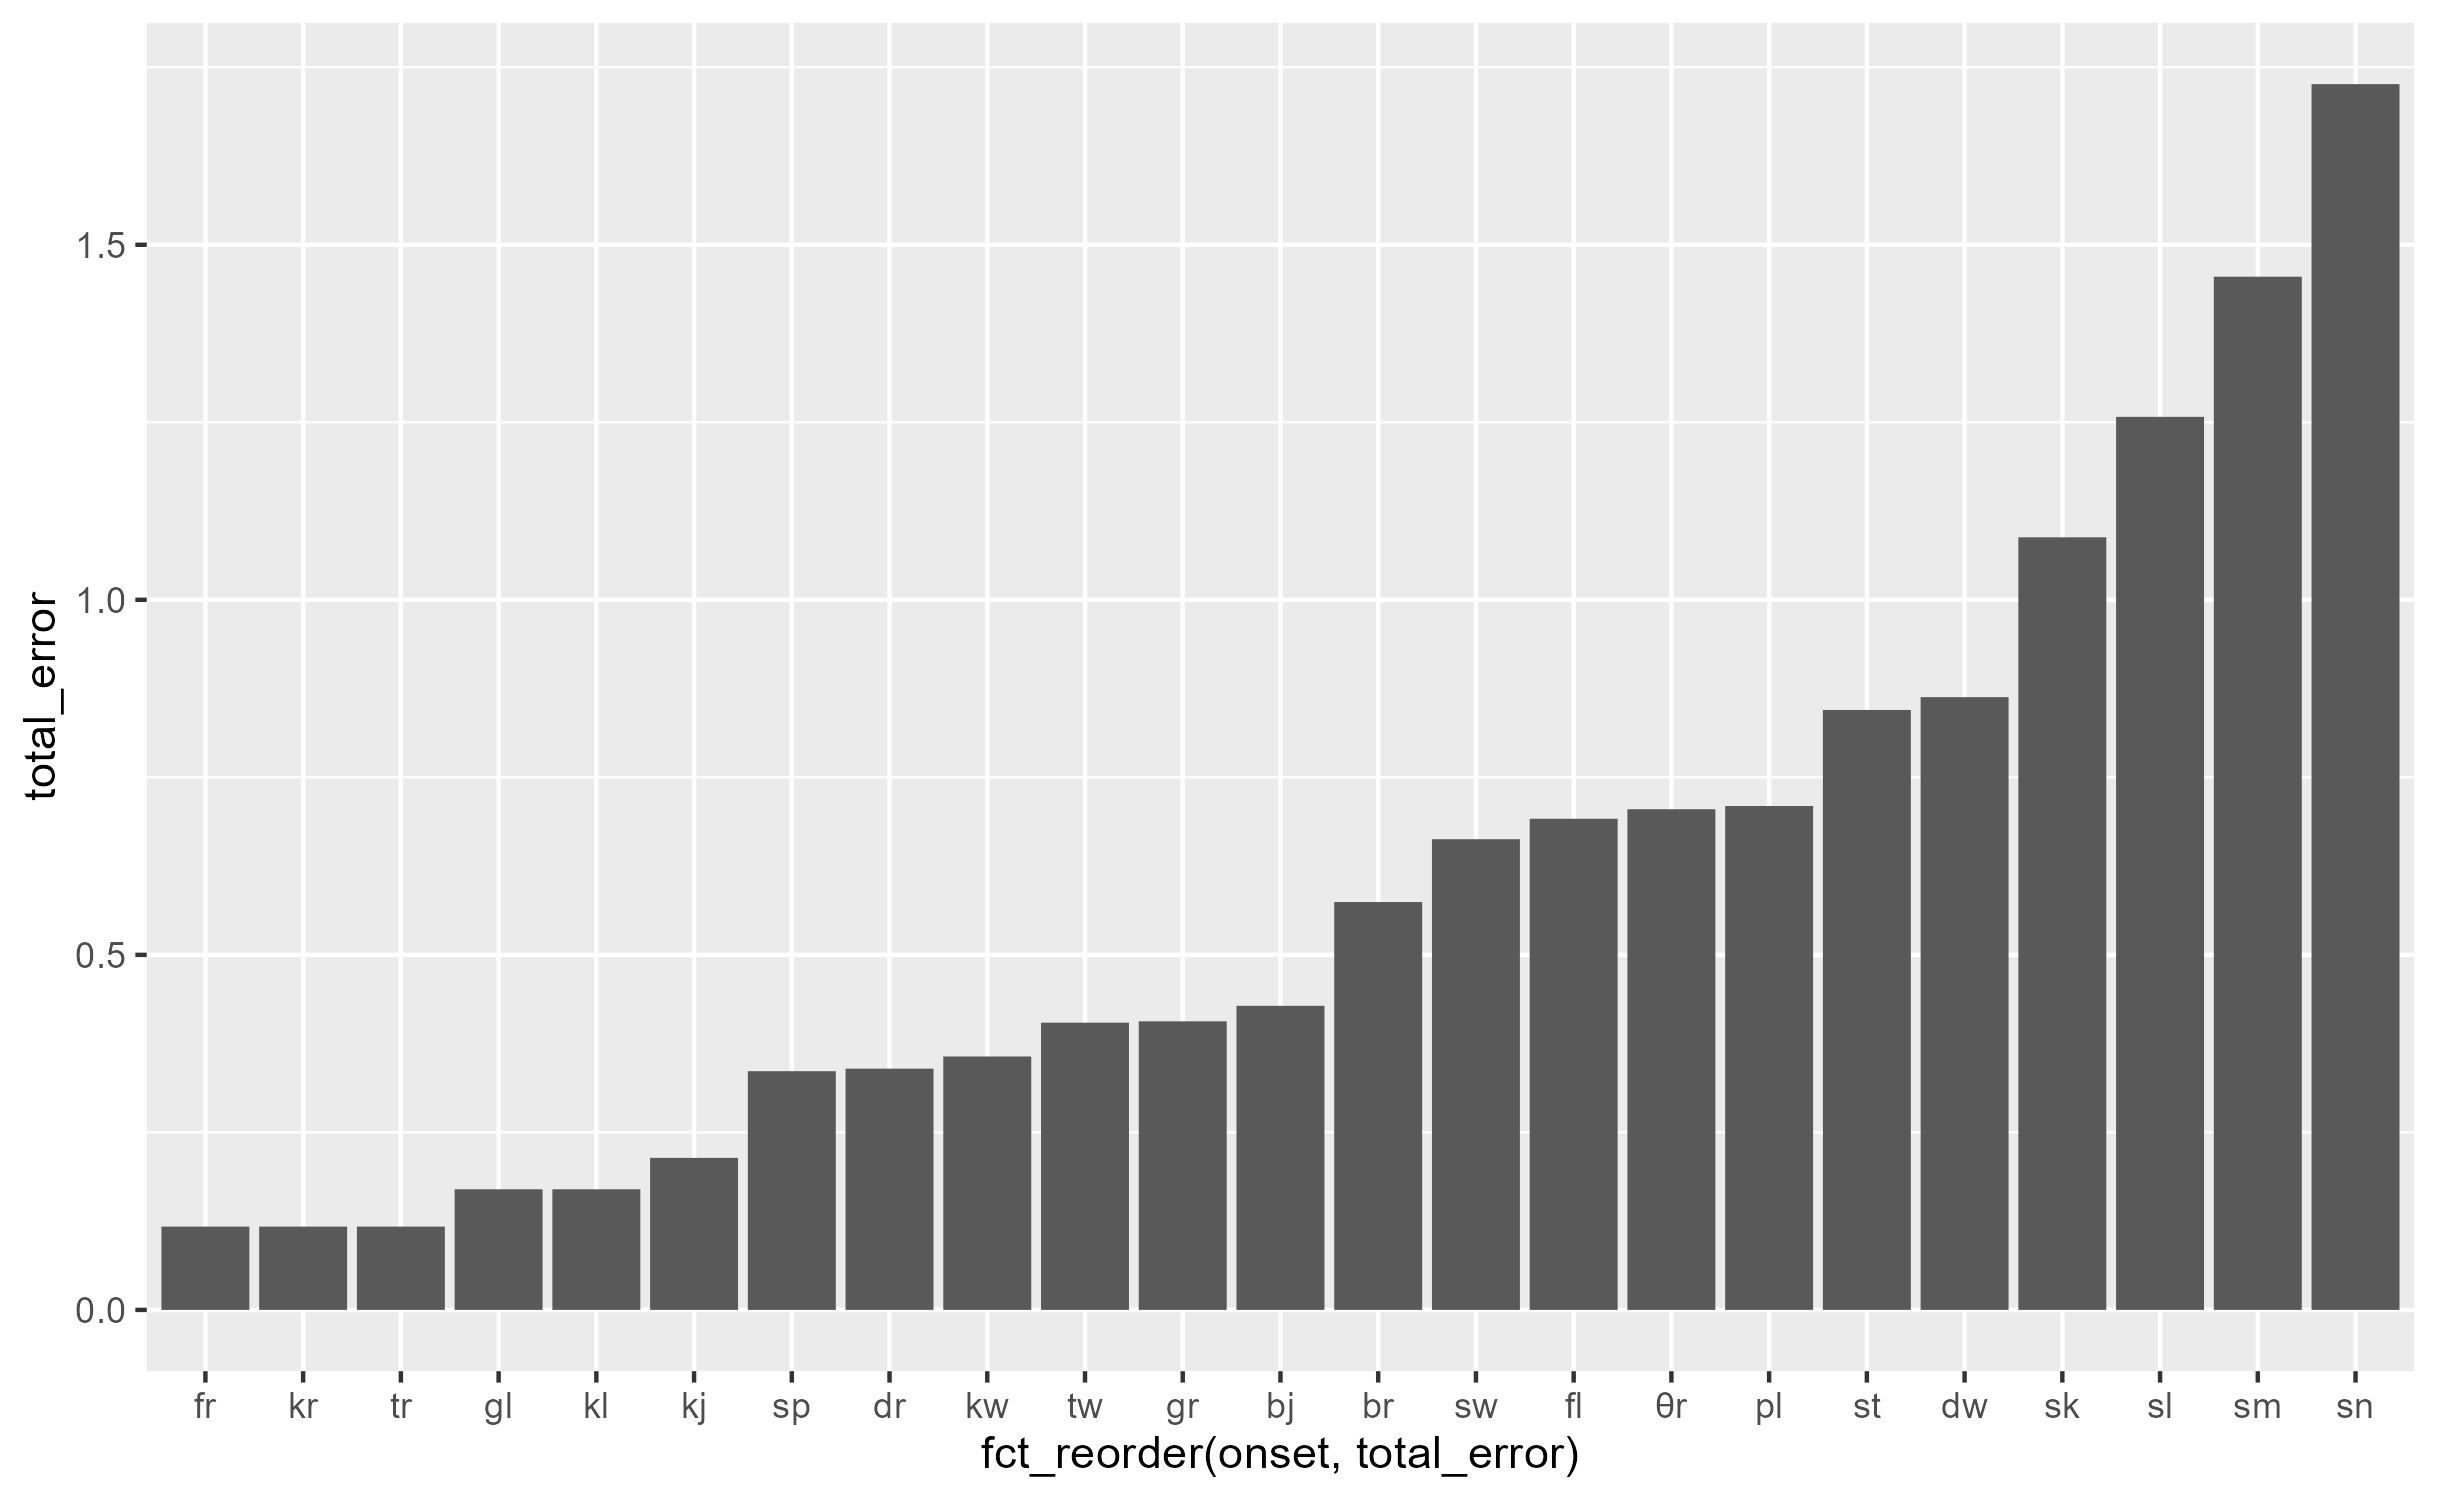 total_error
1.5
1.0
0.5
0.0
fr kr tr gl kl kj sp dr kw tw gr bj br sw fl θr pl st dw sk sl sm sn
fct_reorder(onset, total_error)